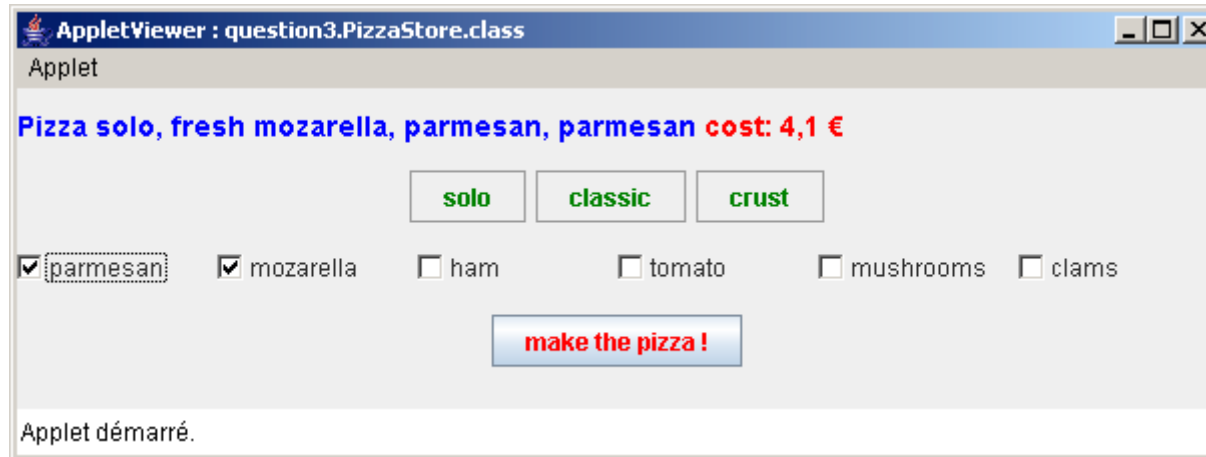 AppletViewer : question3.PizzaStore.class
Applet
Pizza solo, fresh mozarella, parmesan, parmesan cost: 4,1 €
solo classic crust
parmesan mozarella ham tomato mushrooms clams
make the pizza !
Applet démarré.